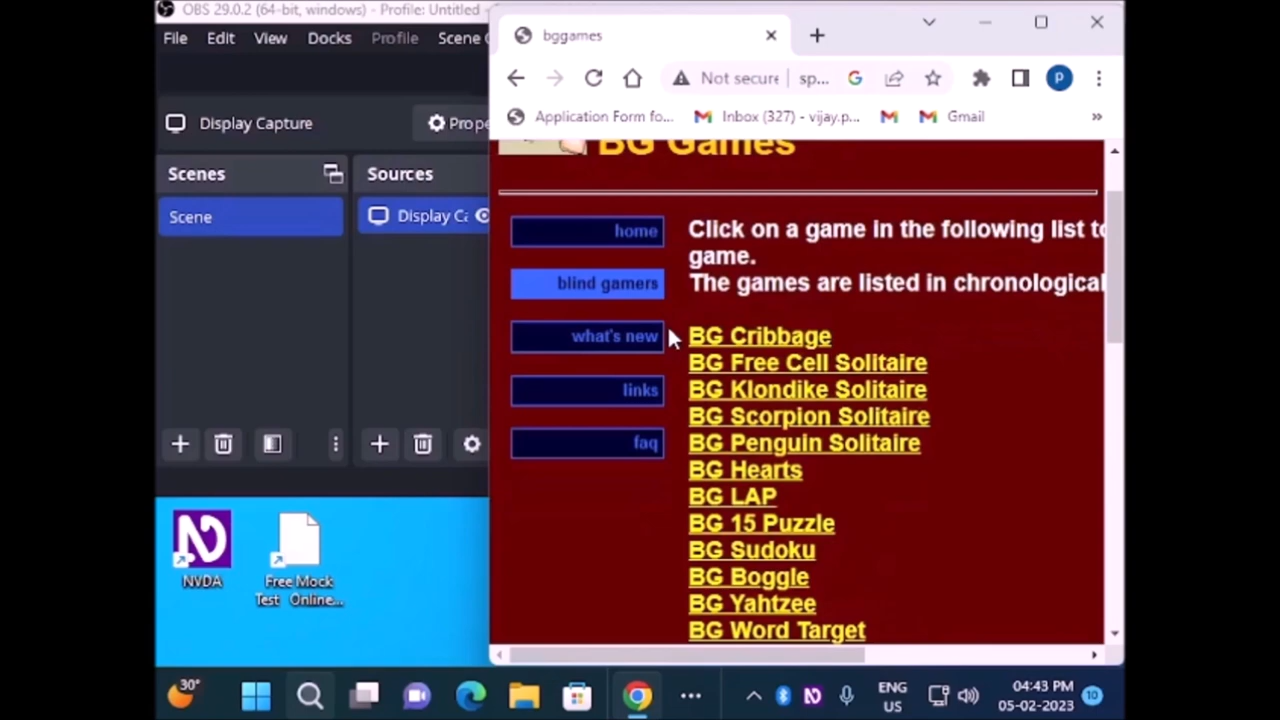 OBS 29.0.2 (64-bit, windows) - Profile: Untitled -
File Edit View Docks Profile Scene
Display Capture
Prope
Scenes
Sources
Scene
Display Ca
NVDA
Free Mock
Test Online...
bggames
Not secure
sp...
P
Application Form fo...
Inbox (327) - vijay.p...
Gmail
»
BG Games
home
blind gamers
what's new
links
faq
Click on a game in the following list to
game.
The games are listed in chronological
BG Cribbage
BG Free Cell Solitaire
BG Klondike Solitaire
BG Scorpion Solitaire
BG Penguin Solitaire
BG Hearts
BG LAP
BG 15 Puzzle
BG Sudoku
BG Boggle
BG Yahtzee
BG Word Target
30°
ENG
US
04:43 PM
05-02-2023
10